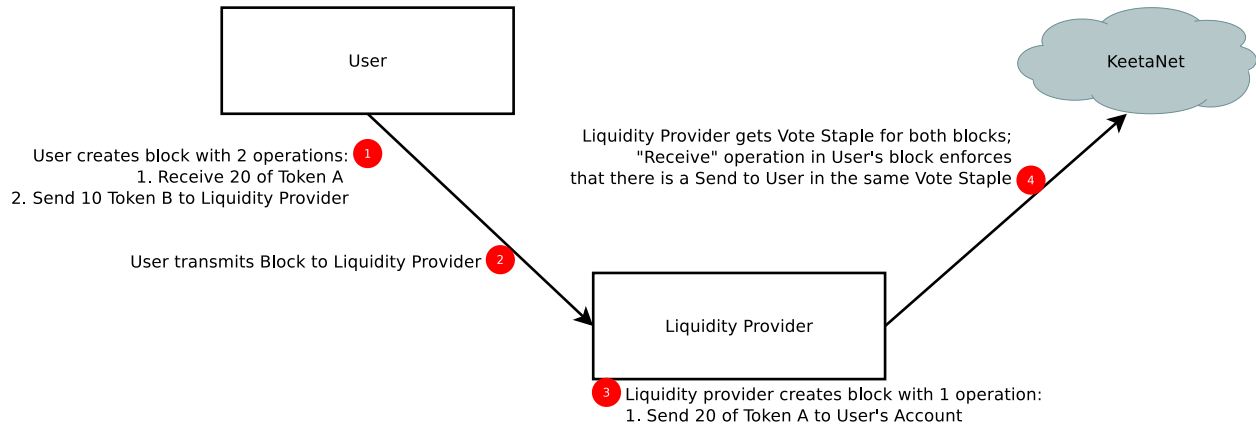 User
KeetaNet
User creates block with 2 operations:
1
1. Receive 20 of Token A
2. Send 10 Token B to Liquidity Provider
Liquidity Provider gets Vote Staple for both blocks;
"Receive" operation in User's block enforces
that there is a Send to User in the same Vote Staple
4
User transmits Block to Liquidity Provider
2
Liquidity Provider
3
Liquidity provider creates block with 1 operation:
1. Send 20 of Token A to User's Account